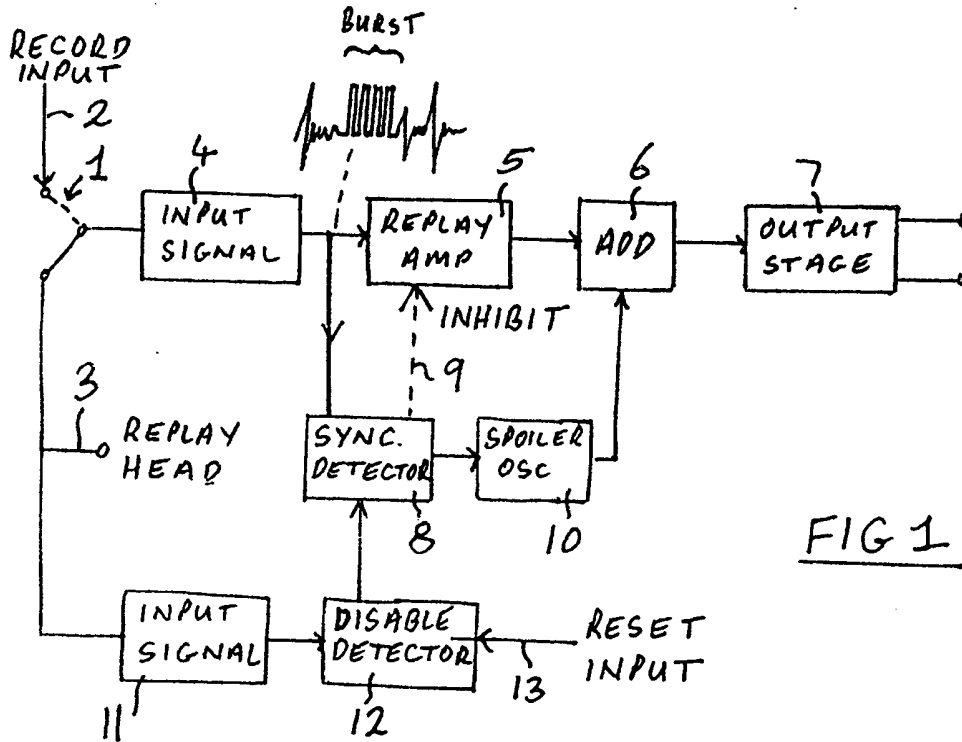 BURST
RECORD
INPUT
2
1
4
INPUT
SIGNAL
5
REPLAY
AMP
6
ADD
7
OUTPUT
STAGE
INHIBIT
9
3
REPLAY
HEAD
SYNC.
DETECTOR
8
SPOILER
OSC
10
FIG 1
INPUT
SIGNAL
11
DISABLE
DETECTOR
12
RESET
INPUT
13